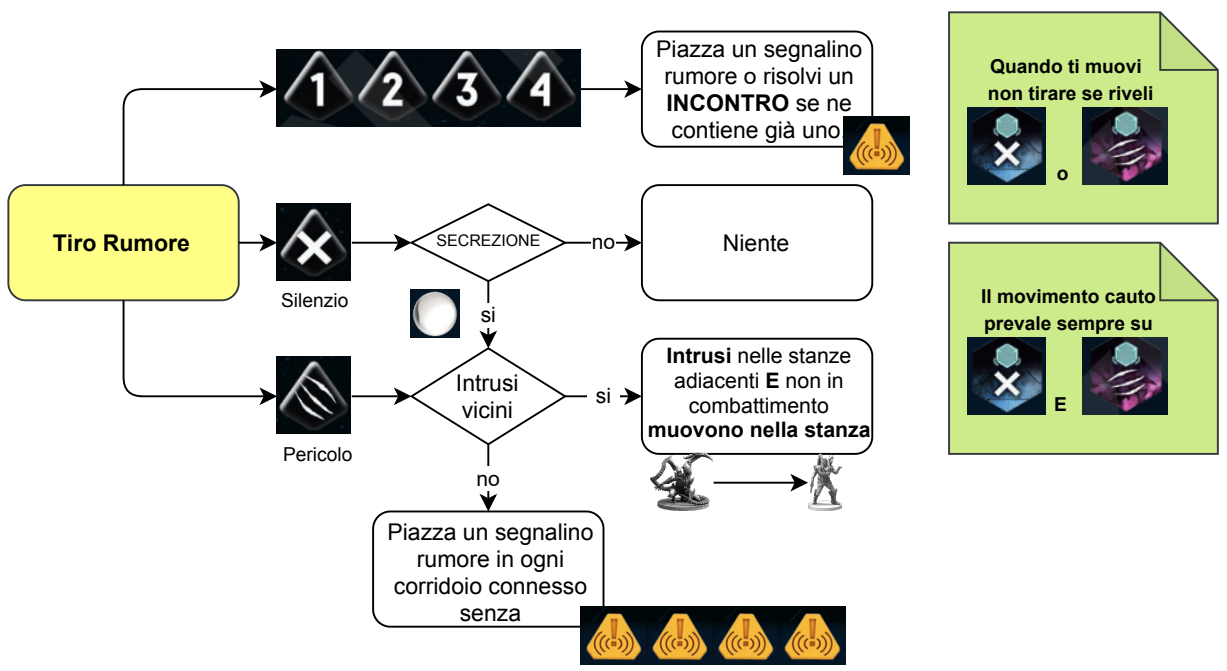 1 2 3 4
Piazza un segnalino
rumore o risolvi un
INCONTRO se ne
contiene già uno.
Quando ti muovi
non tirare se riveli
o
Tiro Rumore
Silenzio
SECREZIONE
no
Niente
si
Il movimento cauto
prevale sempre su
E
Pericolo
Intrusi
vicini
si
Intrusi nelle stanze
adiacenti E non in
combattimento
muovono nella stanza
no
Piazza un segnalino
rumore in ogni
corridoio connesso
senza